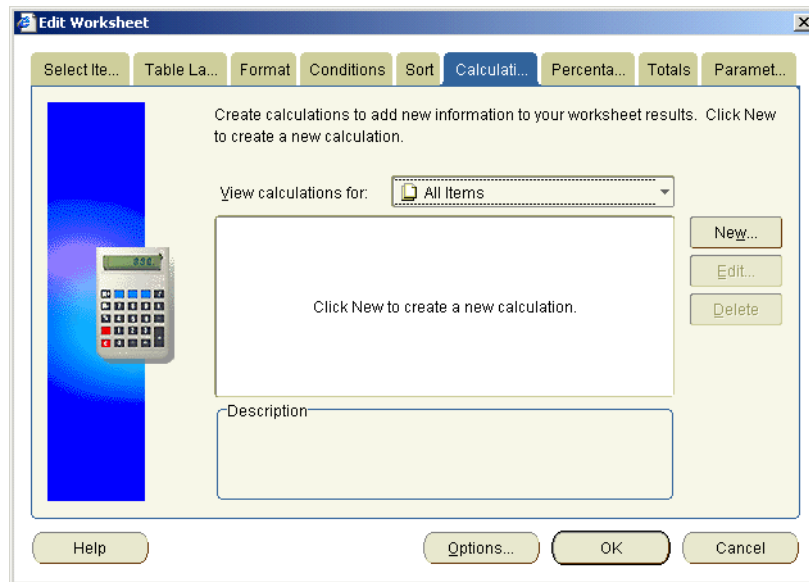 Edit Worksheet
Select Ite... Table La... Format Conditions Sort Calculati... Percenta... Totals Paramet...
Create calculations to add new information to your worksheet results. Click New
to create a new calculation.
View calculations for: All Items
New...
Edit...
Click New to create a new calculation.
Delete
Description
Help Options... OK Cancel